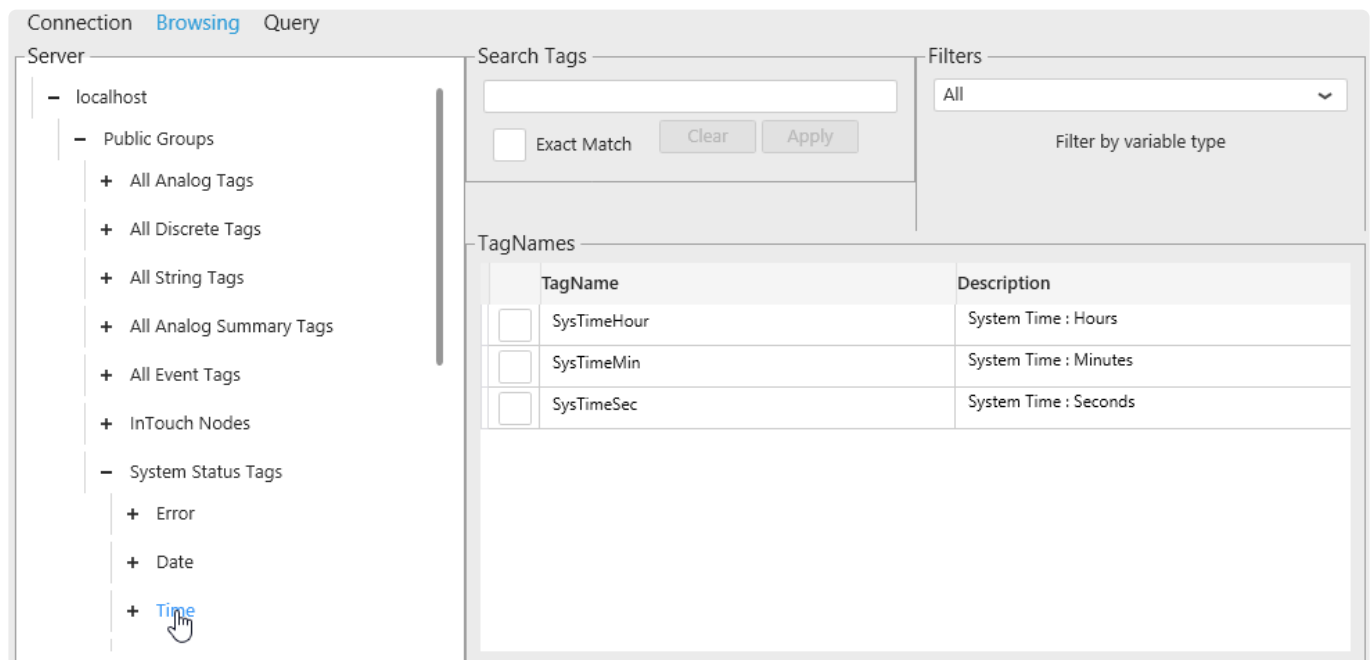 Connection Browsing Query
Server
− localhost
− Public Groups
+ All Analog Tags
+ All Discrete Tags
+ All String Tags
+ All Analog Summary Tags
+ All Event Tags
+ InTouch Nodes
− System Status Tags
+ Error
+ Date
+ Time
Search Tags
Exact Match Clear Apply
Filters
All
Filter by variable type
TagNames
TagName Description
SysTimeHour System Time : Hours
SysTimeMin System Time : Minutes
SysTimeSec System Time : Seconds